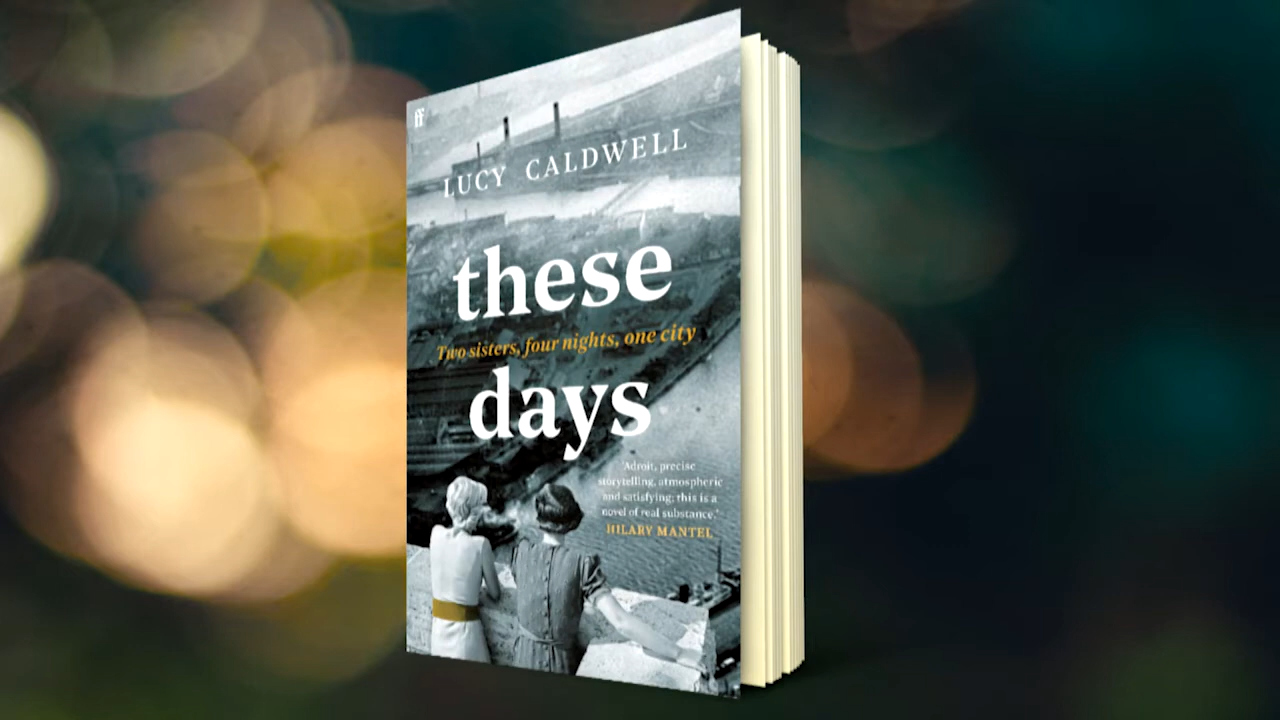 ff
LUCY CALDWELL
these
Two sisters, four nights, one city
days
'Adroit, precise
storytelling, atmospheric
and satisfying; this is a
novel of real substance.'
HILARY MANTEL